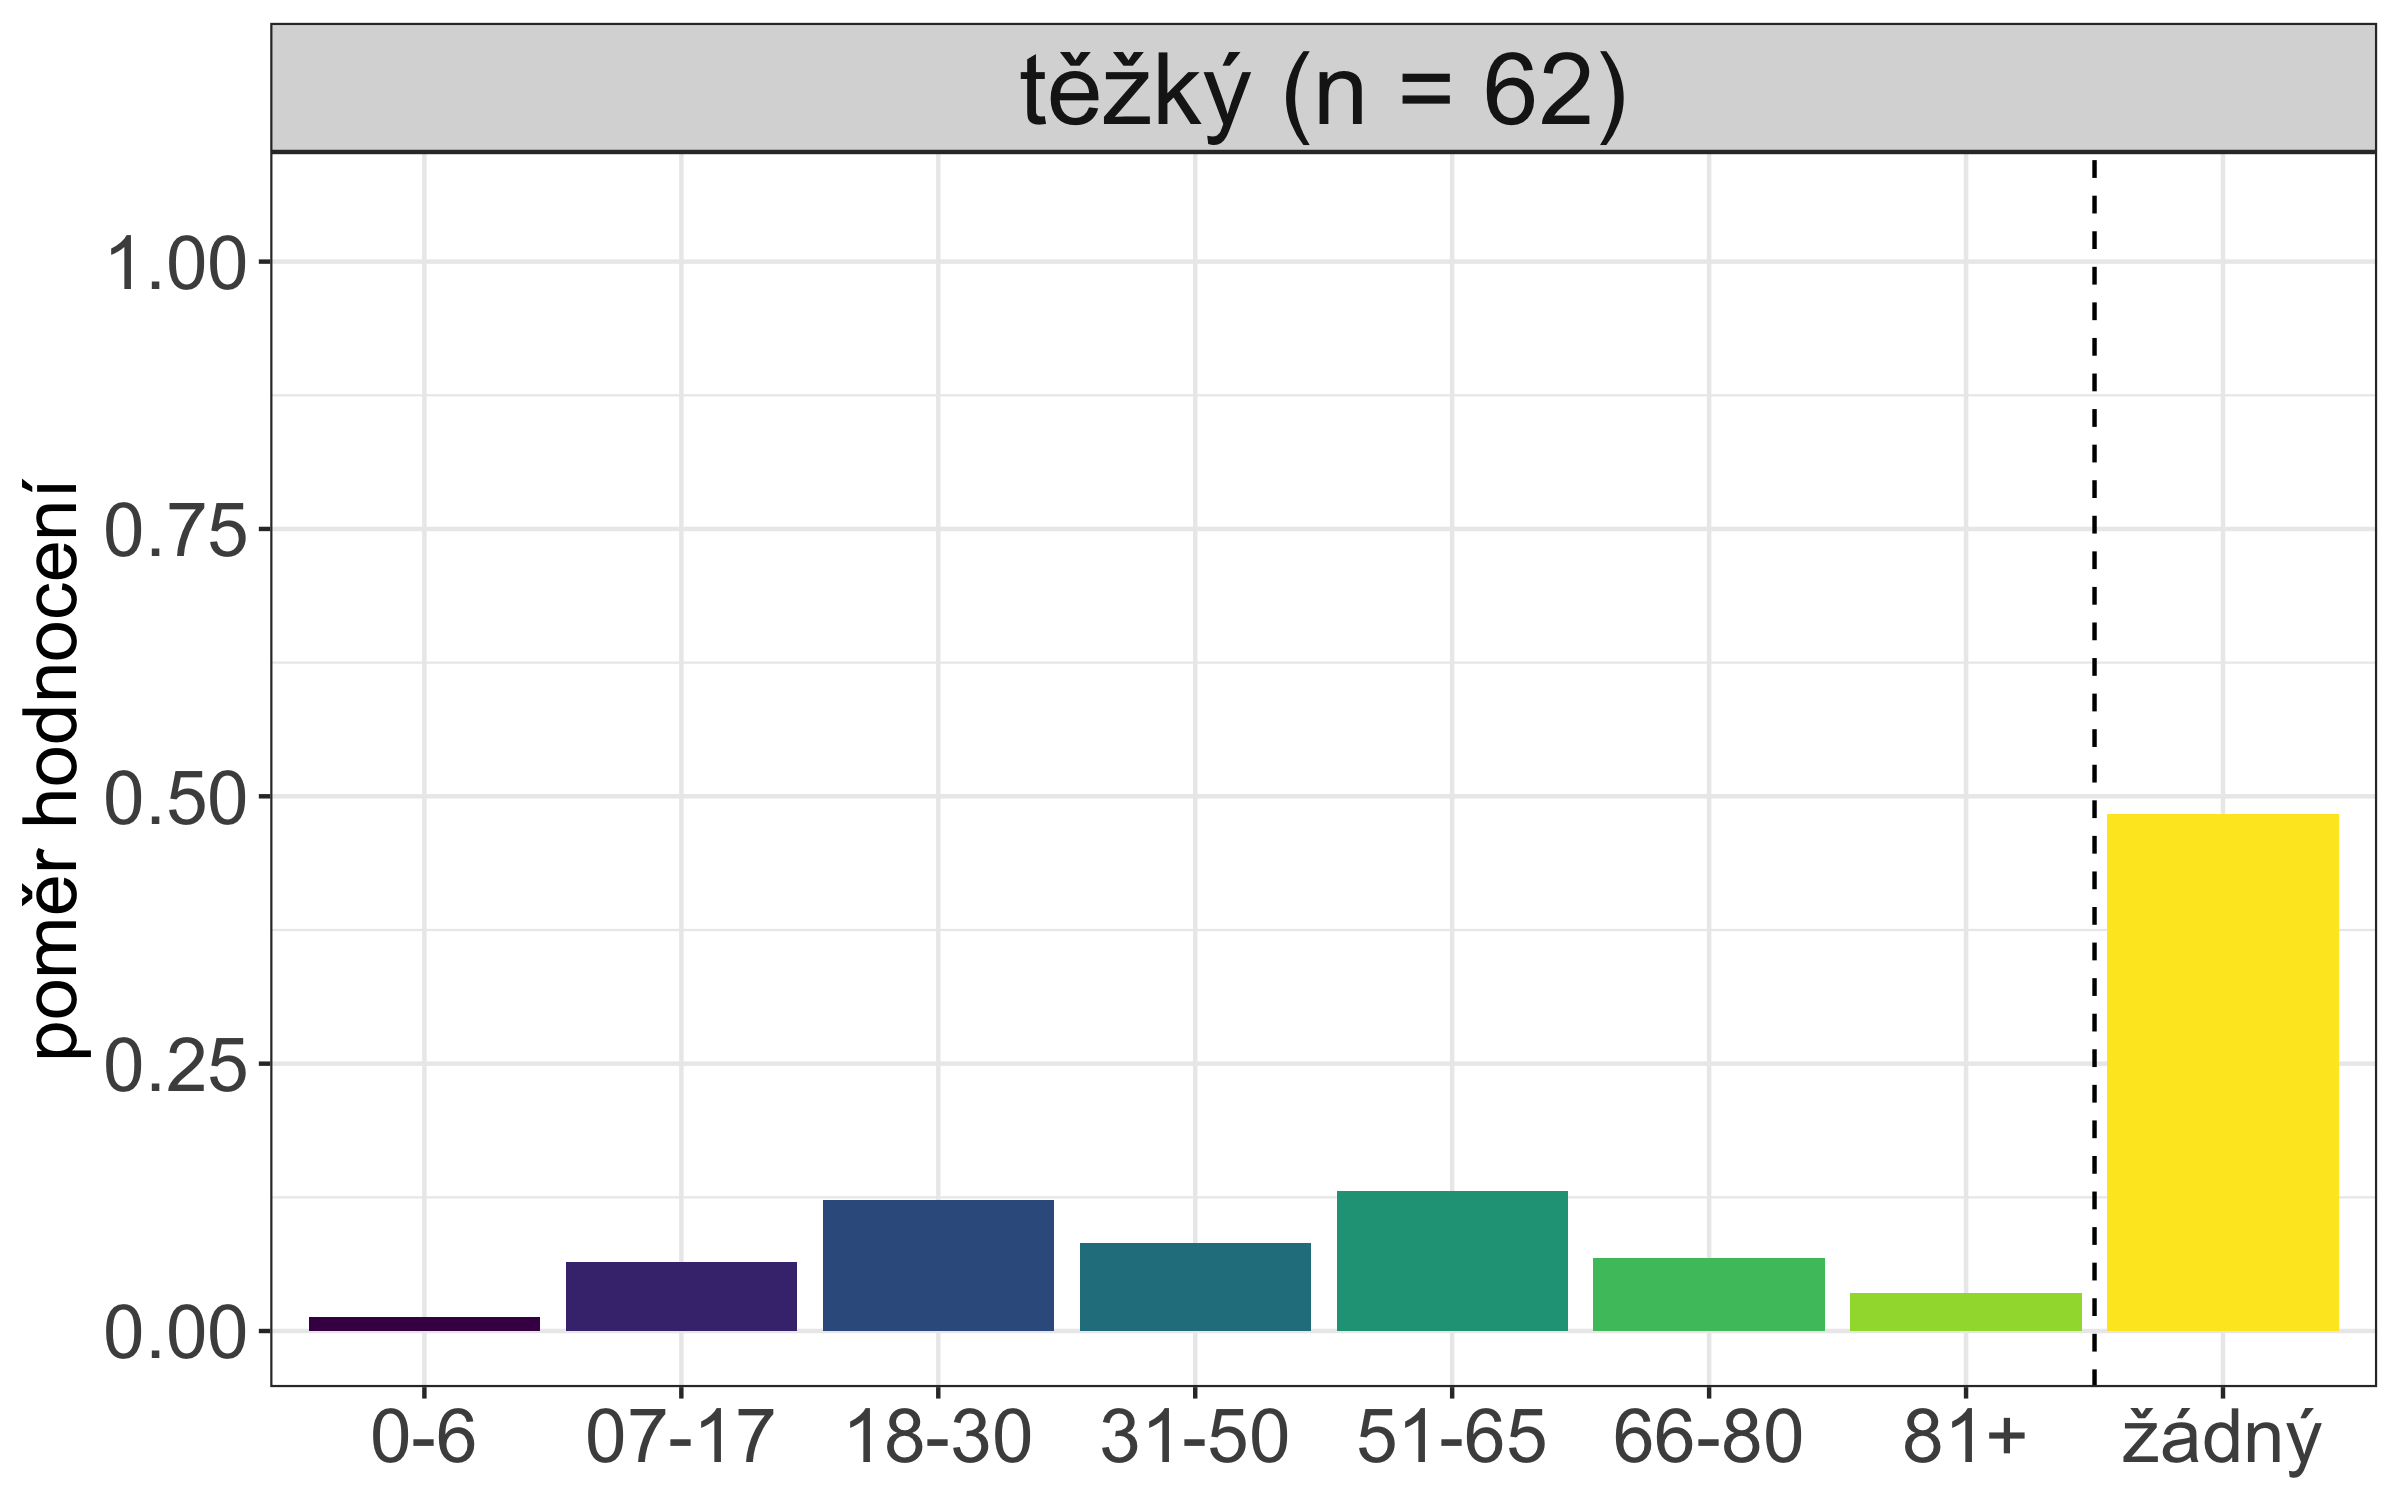 těžký (n = 62)
poměr hodnocení
1.00
0.75
0.50
0.25
0.00
0-6 07-17 18-30 31-50 51-65 66-80 81+ žádný